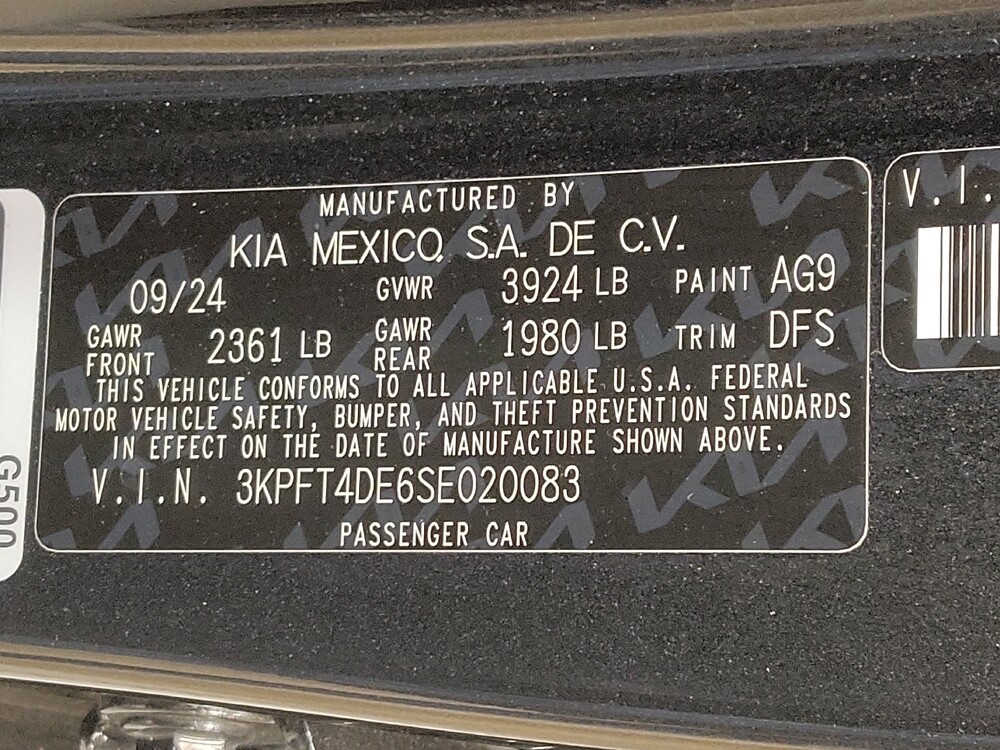 MANUFACTURED BY
KIA MEXICO, S.A. DE C.V.
09/24 GVWR 3924 LB PAINT AG9
GAWR FRONT 2361 LB GAWR REAR 1980 LB TRIM DFS
THIS VEHICLE CONFORMS TO ALL APPLICABLE U.S.A. FEDERAL
MOTOR VEHICLE SAFETY, BUMPER, AND THEFT PREVENTION STANDARDS
IN EFFECT ON THE DATE OF MANUFACTURE SHOWN ABOVE.
V.I.N. 3KPFT4DE6SE020083
PASSENGER CAR
V.I.
G500